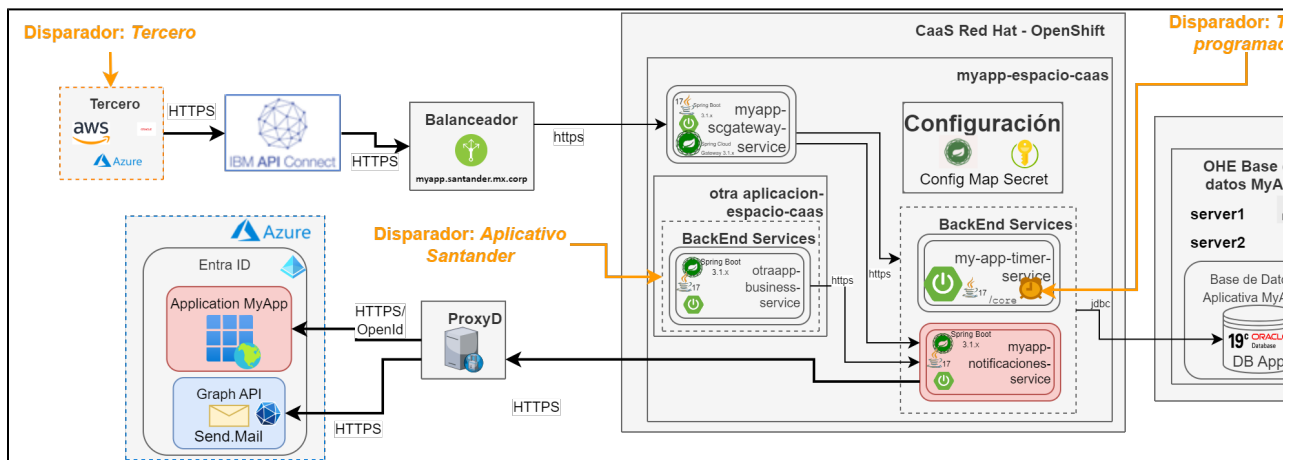 Disparador: Tercero
Tercero
aws
Azure
HTTPS
IBM API Connect
HTTPS
Balanceador
myapp.santander.mx.corp
https
CaaS Red Hat - OpenShift
myapp-espacio-caas
17
Spring Boot
3.1.x
Spring Cloud
Gateway 3.1.x
myapp-
scgateway-
service
Configuración
Config Map Secret
Disparador: T
programad
otra aplicacion-
espacio-caas
BackEnd Services
Spring Boot
3.1.x
17
otraapp-
business-
service
https
https
Disparador: Aplicativo
Santander
BackEnd Services
my-app-timer-
service
17
/core
jdbc
Spring Boot
3.1.x
17
myapp-
notificaciones-
service
OHE Base
datos MyA
server1
server2
Base de Dato
Aplicativa MyA
19c ORACL
Database
DB App
Azure
Entra ID
Application MyApp
HTTPS/
OpenId
ProxyD
Graph API
Send.Mail
HTTPS
HTTPS